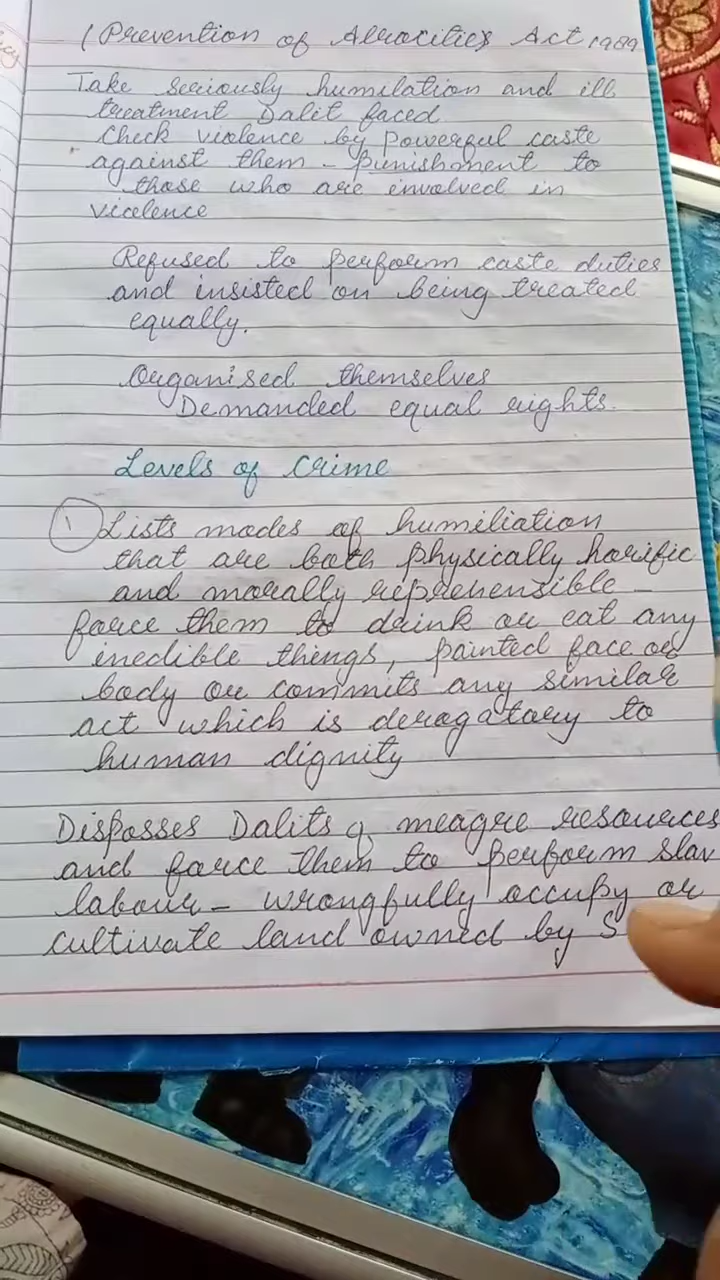 (Prevention of Atrocities Act 1989
Take seriously humilation and ill
treatment Dalit faced
Check violence by powerful caste
against them - punishment to
those who are involved in
violence
Refused to perform caste duties
and insisted on being treated
equally.
Organised themselves
Demanded equal rights.
Levels of Crime
1 Lists modes of humiliation
that are both physically horific
and morally reprehensible -
force them to drink or eat any
inedible things, painted face or
body or commits any similar
act which is derogatory to
human dignity
Disposses Dalits of meagre resources
and force them to perform slav
labour - wrongfully occupy or
cultivate land owned by S